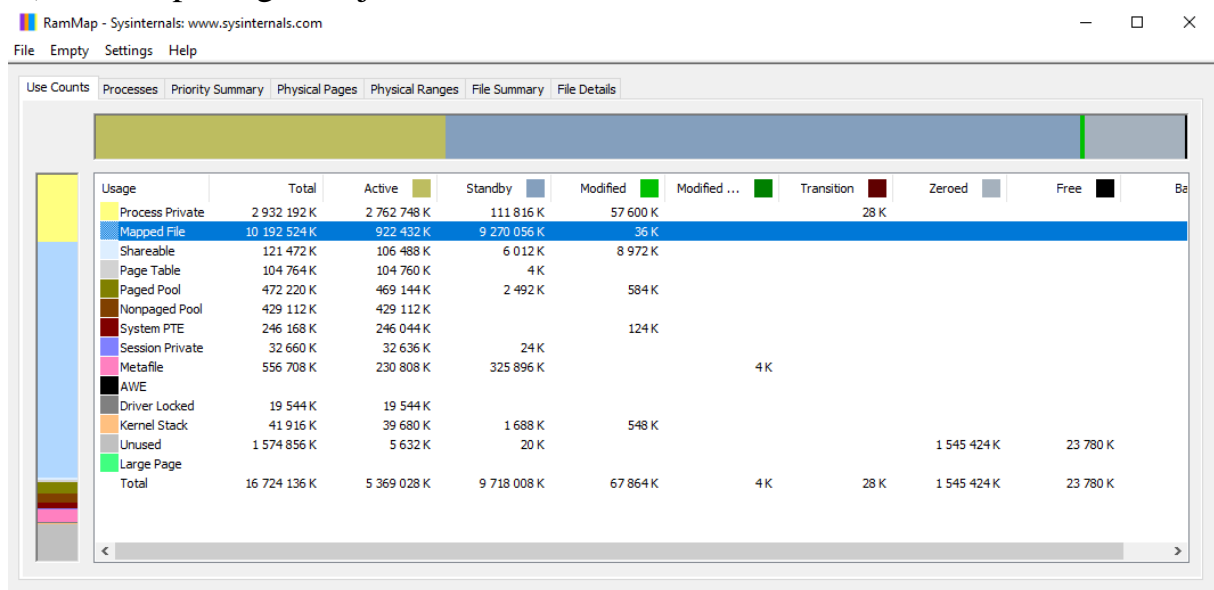 RamMap - Sysinternals: www.sysinternals.com
File Empty Settings Help
Use Counts Processes Priority Summary Physical Pages Physical Ranges File Summary File Details
Usage Total Active Standby Modified Modified ... Transition Zeroed Free Ba
Process Private 2 932 192 K 2 762 748 K 111 816 K 57 600 K 28 K
Mapped File 10 192 524 K 922 432 K 9 270 056 K 36 K
Shareable 121 472 K 106 488 K 6 012 K 8 972 K
Page Table 104 764 K 104 760 K 4 K
Paged Pool 472 220 K 469 144 K 2 492 K 584 K
Nonpaged Pool 429 112 K 429 112 K
System PTE 246 168 K 246 044 K 124 K
Session Private 32 660 K 32 636 K 24 K
Metafile 556 708 K 230 808 K 325 896 K 4 K
AWE
Driver Locked 19 544 K 19 544 K
Kernel Stack 41 916 K 39 680 K 1 688 K 548 K
Unused 1 574 856 K 5 632 K 20 K 1 545 424 K 23 780 K
Large Page
Total 16 724 136 K 5 369 028 K 9 718 008 K 67 864 K 4 K 28 K 1 545 424 K 23 780 K